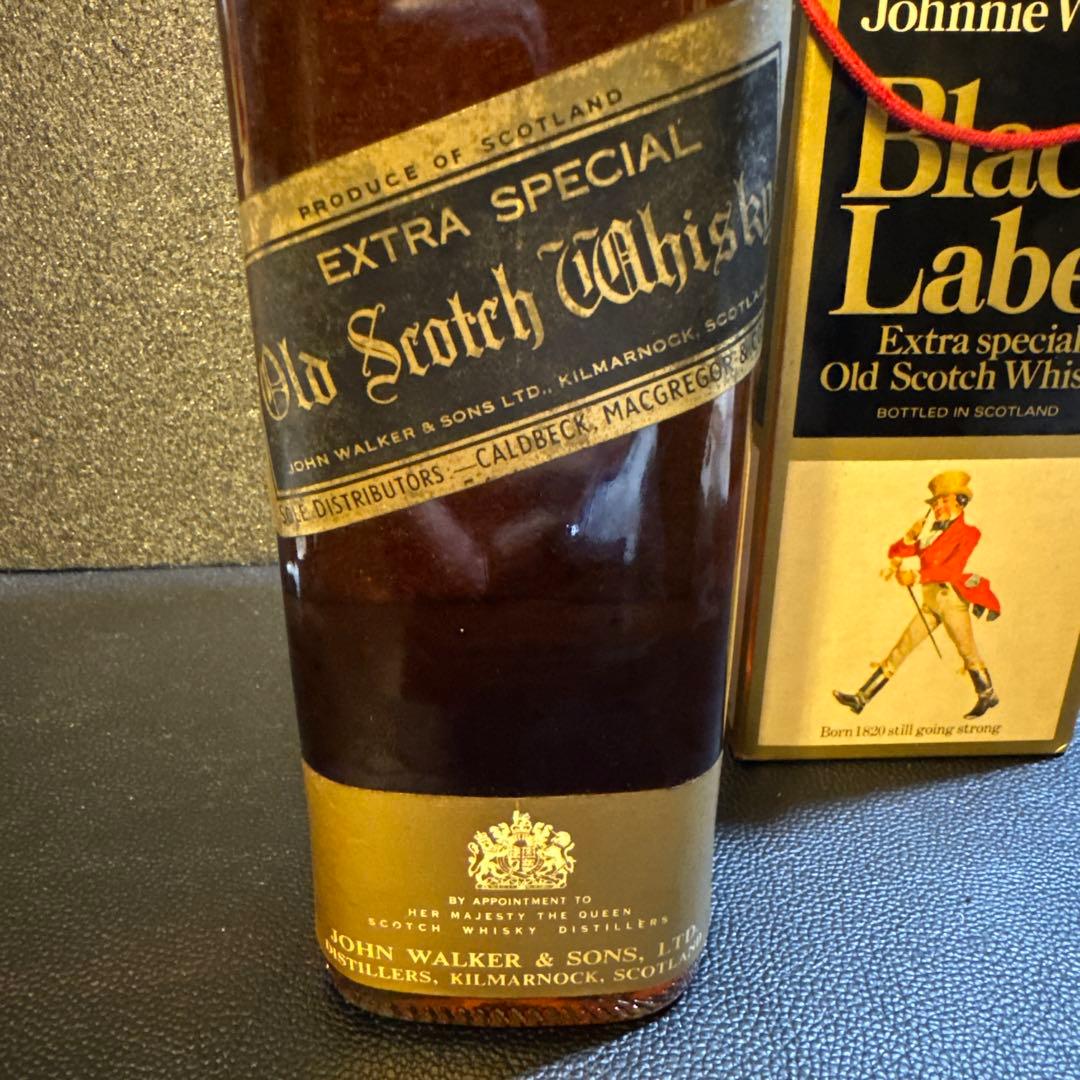 PRODUCE OF SCOTLAND
EXTRA SPECIAL
Old Scotch Whisky
JOHN WALKER & SONS LTD., KILMARNOCK, SCOTLAND
SOLE DISTRIBUTORS:—CALDBECK, MACGREGOR &
BY APPOINTMENT TO
HER MAJESTY THE QUEEN
SCOTCH WHISKY DISTILLERS
JOHN WALKER & SONS, LTD.
DISTILLERS, KILMARNOCK, SCOTLAND
Johnnie W
Blac
Labe
Extra special
Old Scotch Whis
BOTTLED IN SCOTLAND
Born 1820 still going strong